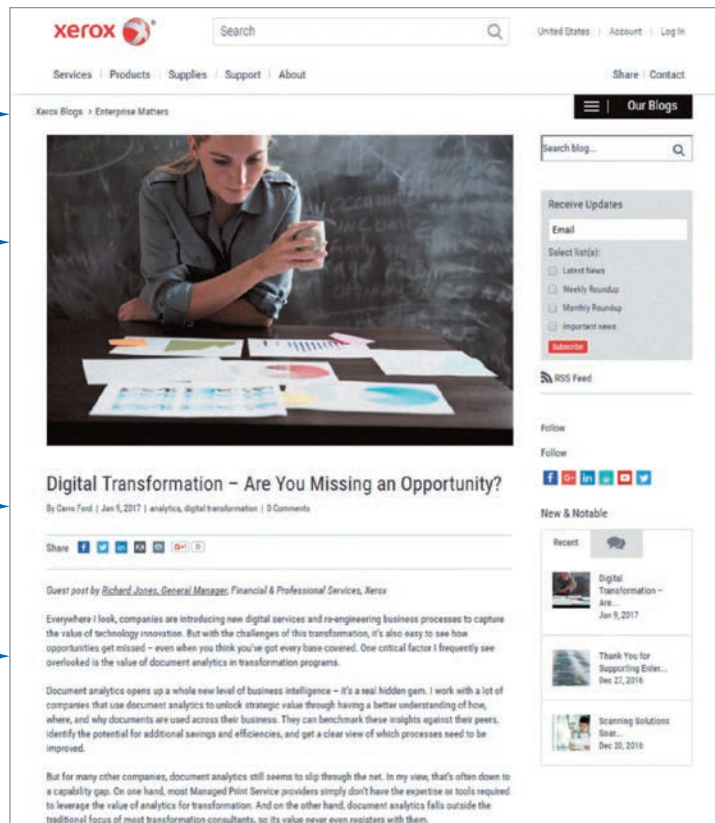 xerox
Search
United States | Account | Log In
Services | Products | Supplies | Support | About
Share | Contact
Xerox Blogs > Enterprise Matters
Our Blogs
Search blog...
Receive Updates
Email
Select list(s):
Latest News
Weekly Roundup
Monthly Roundup
Important news
Subscribe
RSS Feed
Follow
Follow
Digital Transformation – Are You Missing an Opportunity?
By Ford | Jan 9, 2017 | analytics, digital transformation | 0 Comments
Share
G+
0
Guest post by Richard Jones, General Manager, Financial & Professional Services, Xerox
Everywhere I look, companies are introducing new digital services and re-engineering business processes to capture
the value of technology innovation. But with the challenges of this transformation, it's also easy to see how
opportunities get missed – even when you think you've got every base covered. One critical factor I frequently see
overlooked is the value of document analytics in transformation programs.
Document analytics opens up a whole new level of business intelligence – it's a real hidden gem. I work with a lot of
companies that use document analytics to unlock strategic value through having a better understanding of how,
where, and why documents are used across their business. They can benchmark these insights against their peers,
identify the potential for additional savings and efficiencies, and get a clear view of which processes need to be
improved.
But for many other companies, document analytics still seems to slip through the net. In my view, that's often down to
a capability gap. On one hand, most Managed Print Service providers simply don't have the expertise or tools required
to leverage the value of analytics for transformation. And on the other hand, document analytics falls outside the
traditional focus of most transformation consultants, so its value never even registers with them.
New & Notable
Recent
Digital
Transformation –
Are...
Jan 9, 2017
Thank You for
Supporting Enter...
Dec 27, 2016
Scanning Solutions
Soar...
Dec 20, 2016